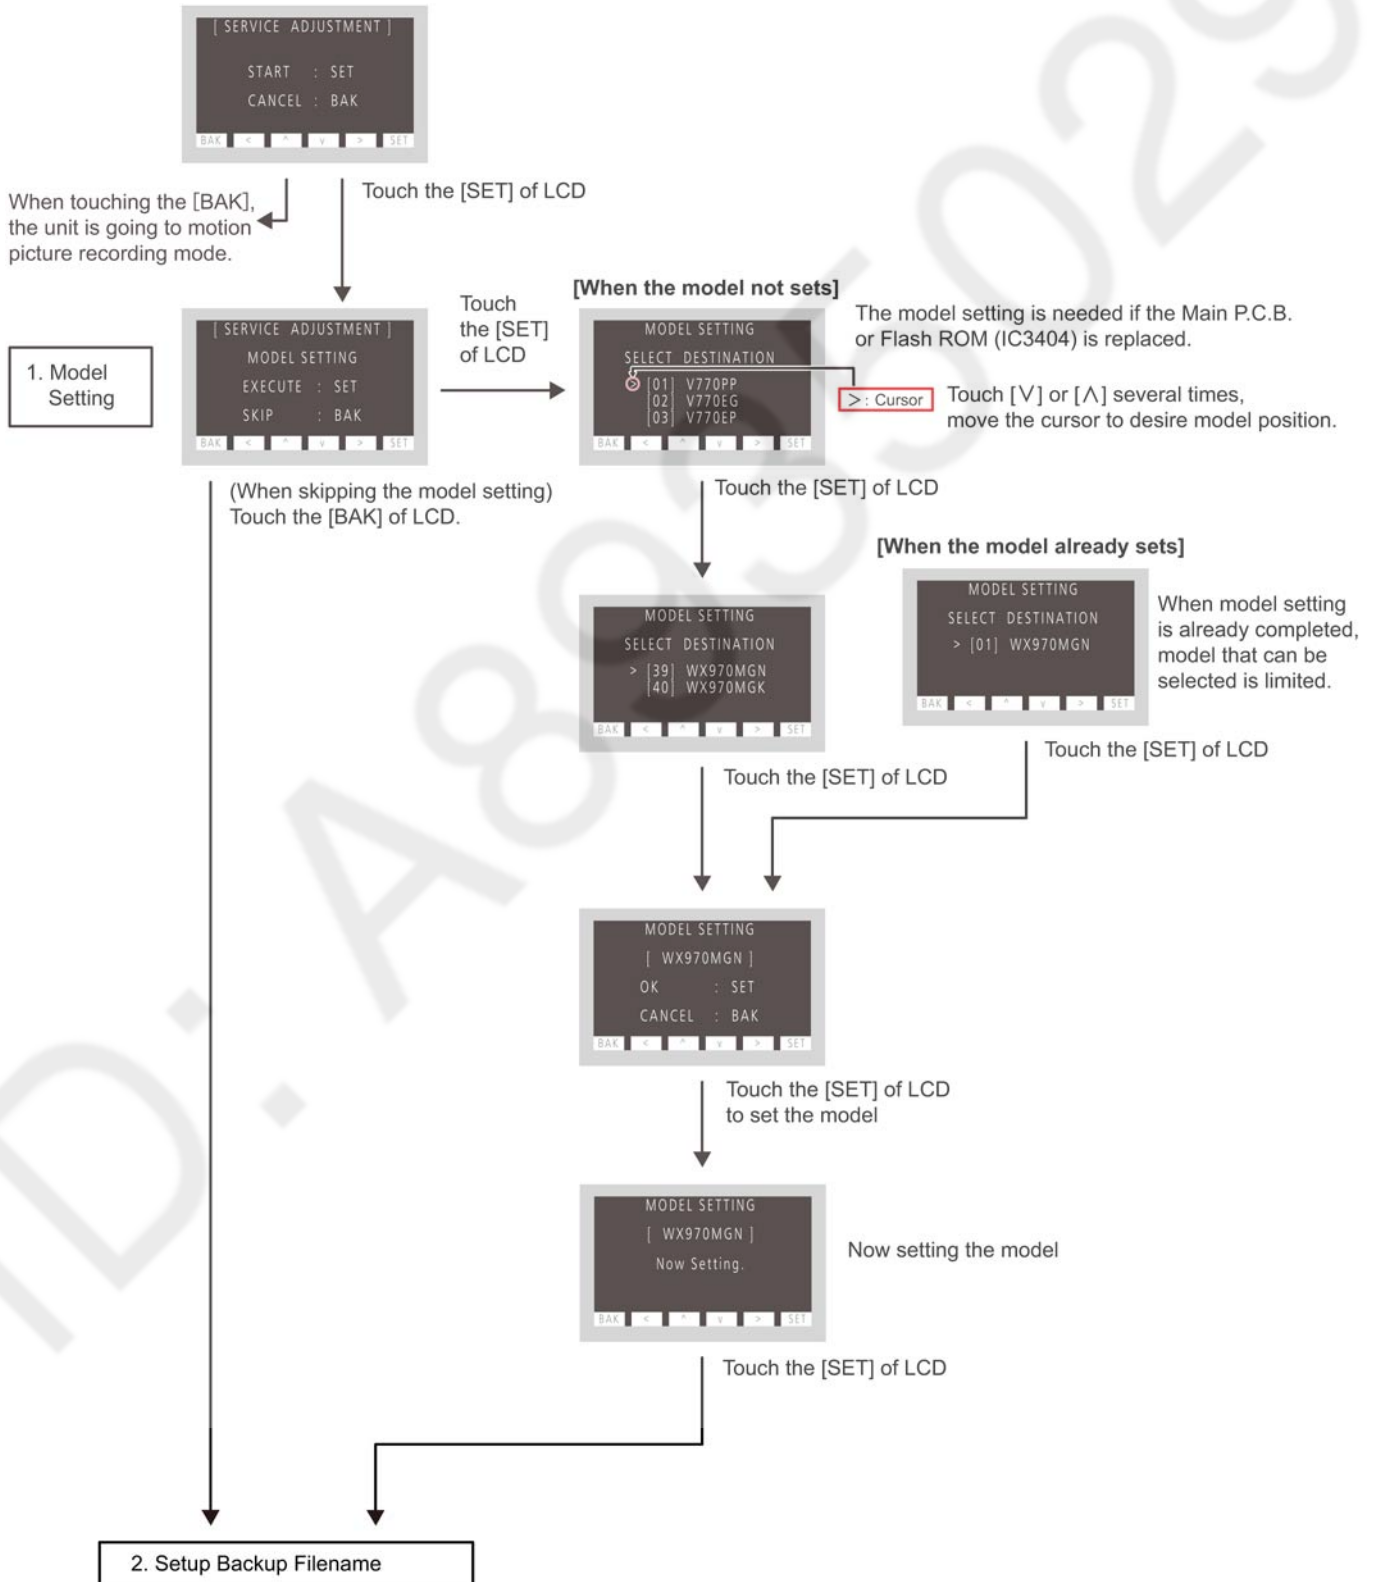 [ SERVICE ADJUSTMENT ]
START : SET
CANCEL : BAK
BAK < ^ v > SET
When touching the [BAK],
the unit is going to motion
picture recording mode.
Touch the [SET] of LCD
1. Model
Setting
[ SERVICE ADJUSTMENT ]
MODEL SETTING
EXECUTE : SET
SKIP : BAK
BAK < ^ v > SET
Touch
the [SET]
of LCD
(When skipping the model setting)
Touch the [BAK] of LCD.
[When the model not sets]
MODEL SETTING
SELECT DESTINATION
> [01] V770PP
[02] V770EG
[03] V770EP
BAK < ^ v > SET
The model setting is needed if the Main P.C.B.
or Flash ROM (IC3404) is replaced.
> : Cursor
Touch [∨] or [∧] several times,
move the cursor to desire model position.
Touch the [SET] of LCD
[When the model already sets]
MODEL SETTING
SELECT DESTINATION
> [01] WX970MGN
BAK < ^ v > SET
When model setting
is already completed,
model that can be
selected is limited.
MODEL SETTING
SELECT DESTINATION
> [39] WX970MGN
[40] WX970MGK
BAK < ^ v > SET
Touch the [SET] of LCD
Touch the [SET] of LCD
MODEL SETTING
[ WX970MGN ]
OK : SET
CANCEL : BAK
BAK < ^ v > SET
Touch the [SET] of LCD
to set the model
MODEL SETTING
[ WX970MGN ]
Now Setting.
BAK < ^ v > SET
Now setting the model
Touch the [SET] of LCD
2. Setup Backup Filename
ID: A8935029